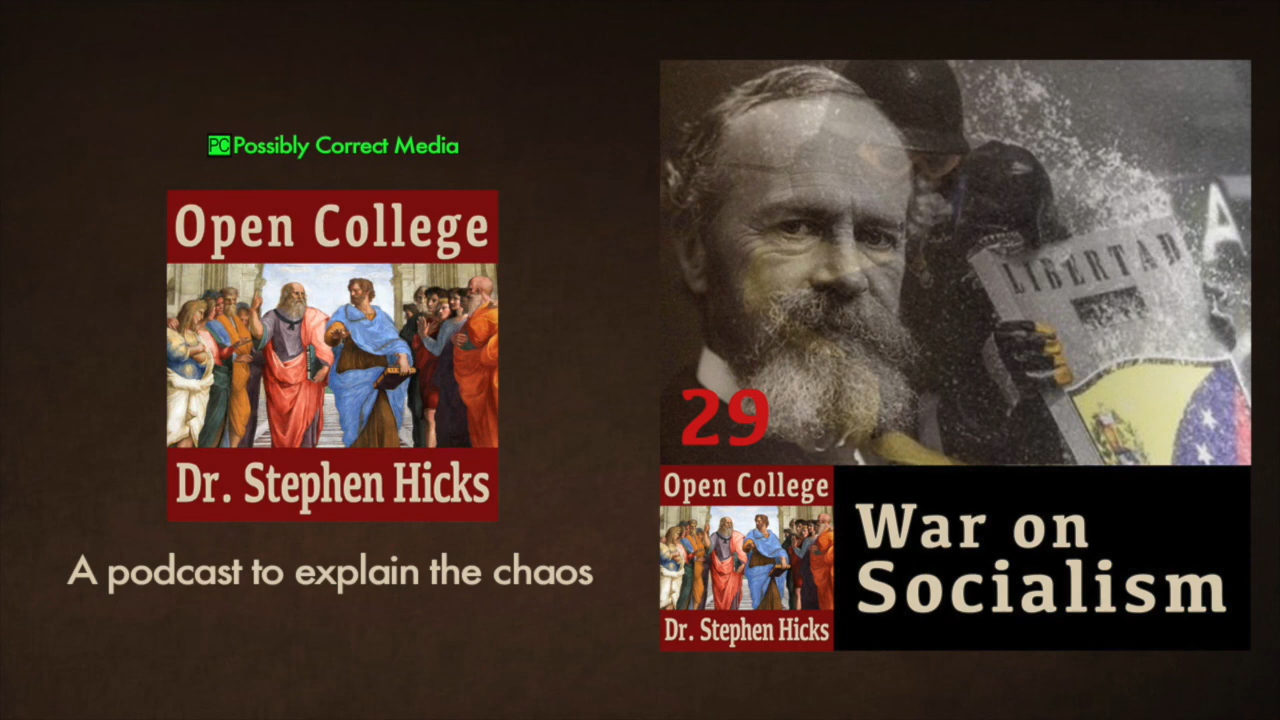 PC Possibly Correct Media
Open College
Dr. Stephen Hicks
A podcast to explain the chaos
LIBERTAD
A
29
Open College
Dr. Stephen Hicks
War on
Socialism